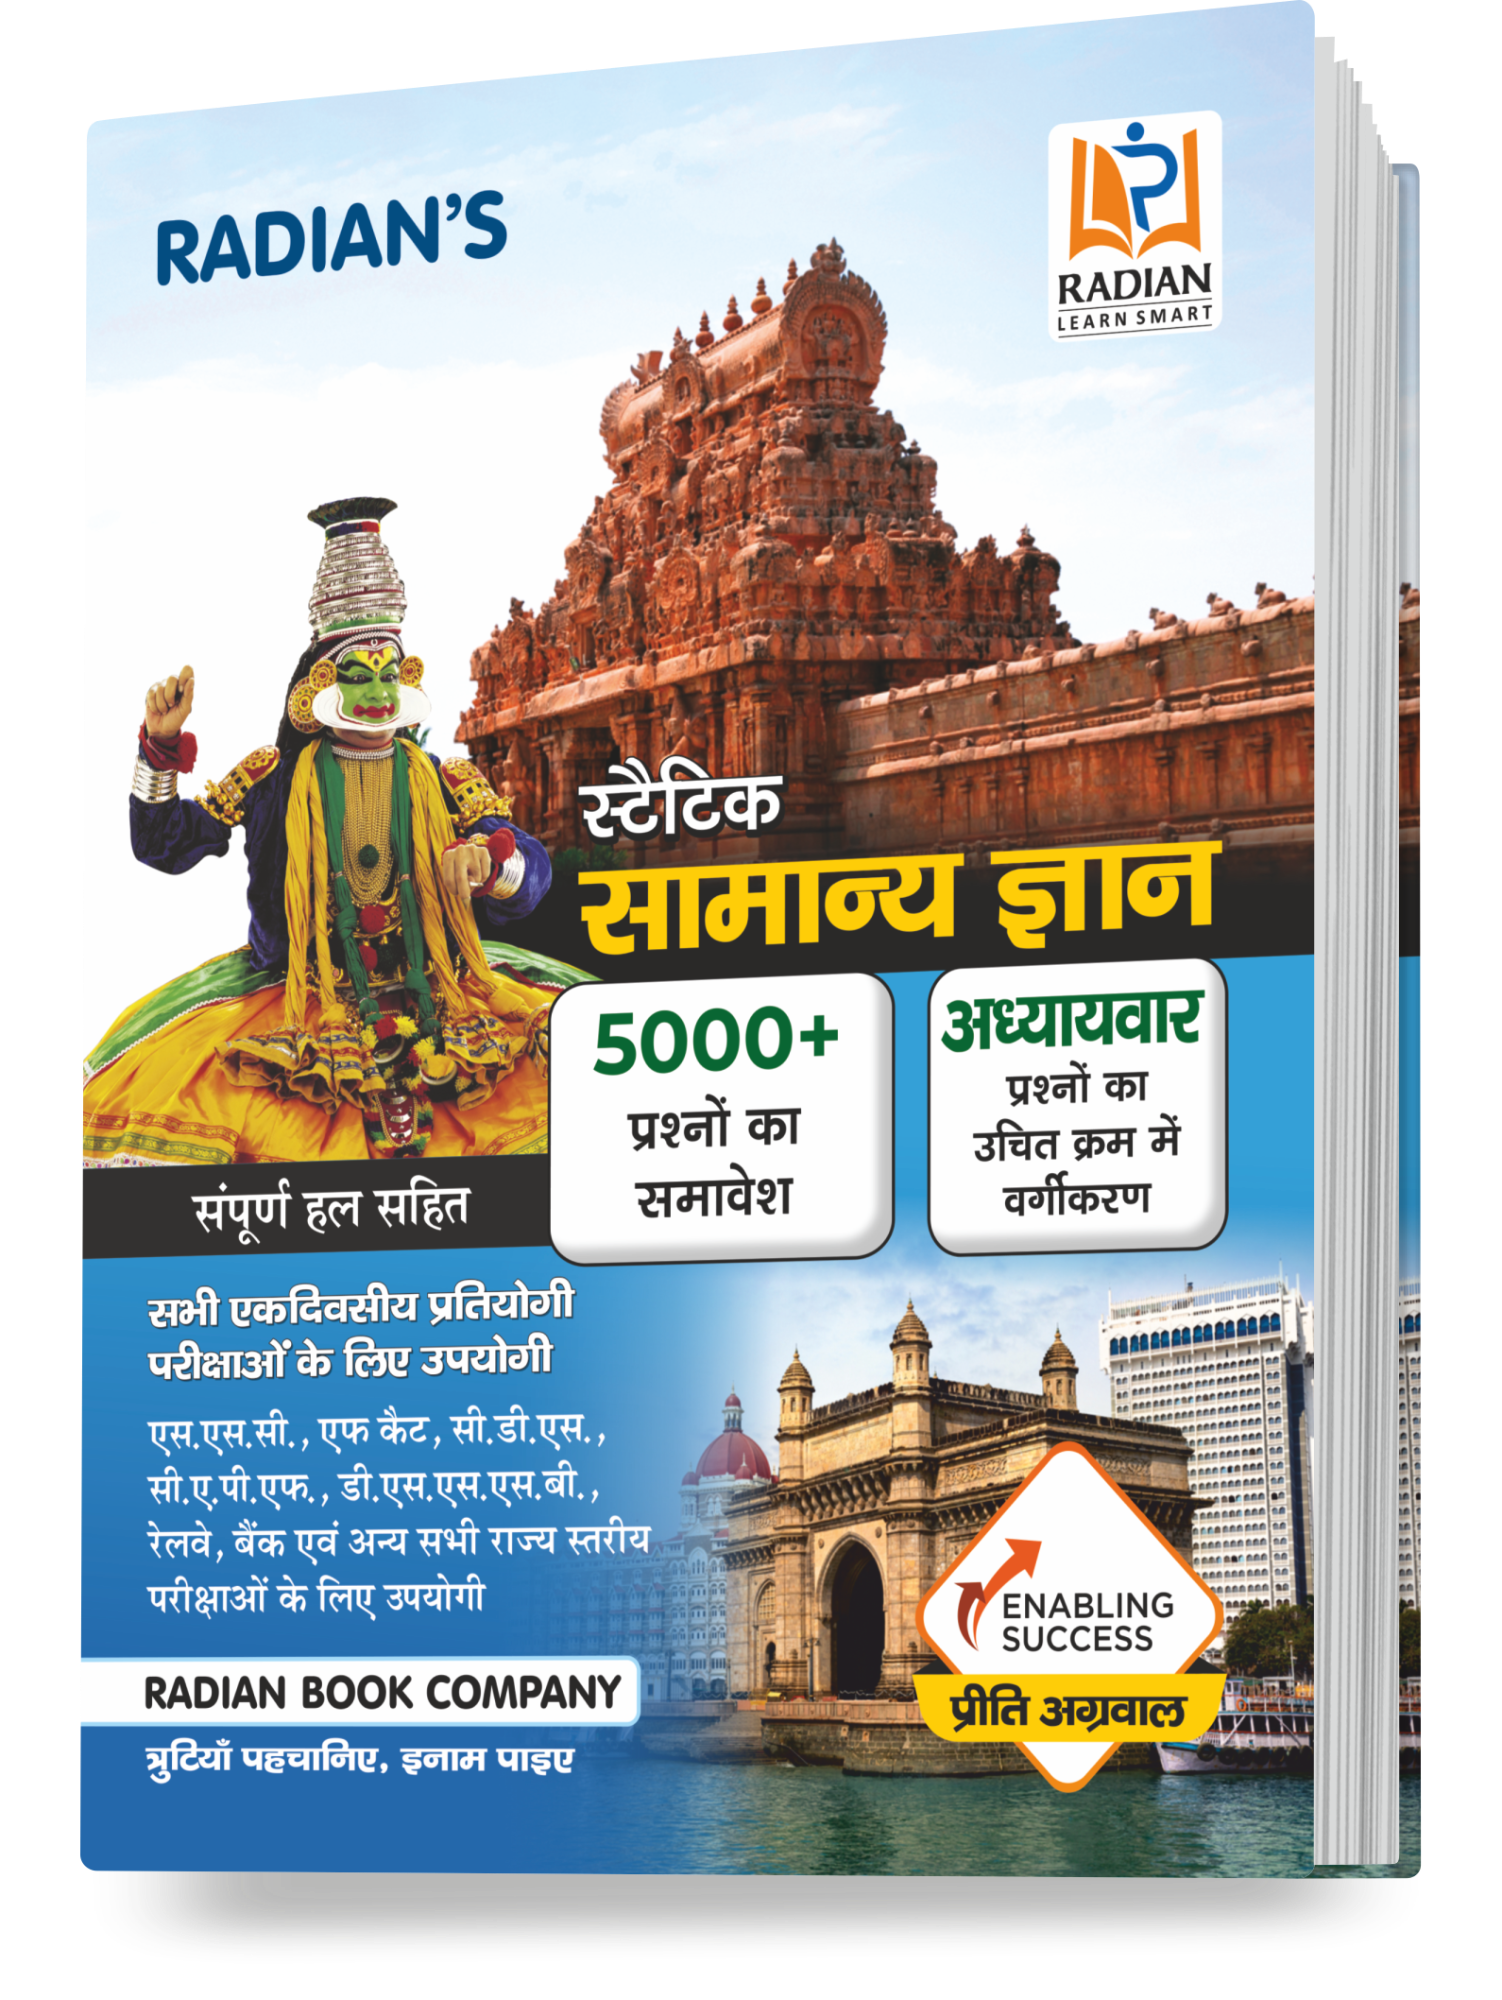 RADIAN'S
RADIAN
LEARN SMART
स्टैटिक
सामान्य ज्ञान
5000+
प्रश्नों का
समावेश
अध्यायवार
प्रश्नों का
उचित क्रम में
वर्गीकरण
संपूर्ण हल सहित
सभी एकदिवसीय प्रतियोगी
परीक्षाओं के लिए उपयोगी
एस.एस.सी., एफ कैट, सी.डी.एस.,
सी.ए.पी.एफ., डी.एस.एस.एस.बी.,
रेलवे, बैंक एवं अन्य सभी राज्य स्तरीय
परीक्षाओं के लिए उपयोगी
ENABLING
SUCCESS
प्रीति अग्रवाल
RADIAN BOOK COMPANY
त्रुटियाँ पहचानिए, इनाम पाइए